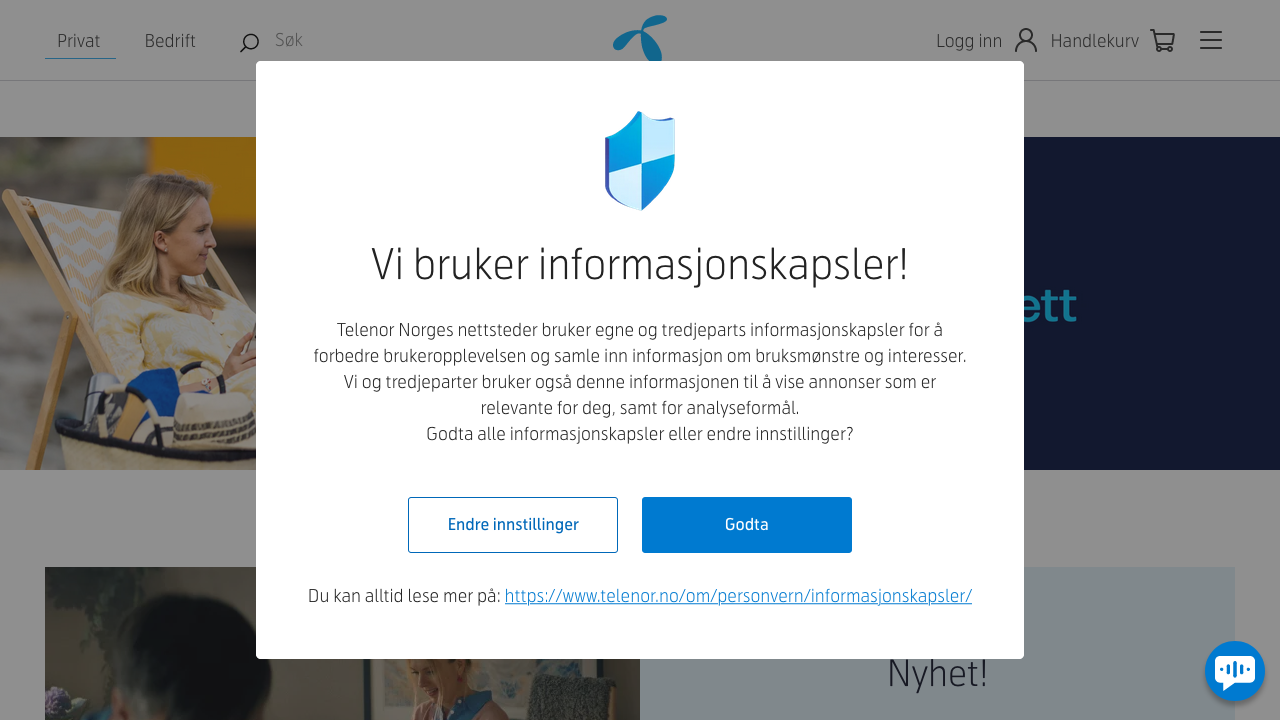 Privat
Bedrift
Søk
Logg inn
Handlekurv
Vi bruker informasjonskapsler!
Telenor Norges nettsteder bruker egne og tredjeparts informasjonskapsler for å
forbedre brukeropplevelsen og samle inn informasjon om bruksmønstre og interesser.
Vi og tredjeparter bruker også denne informasjonen til å vise annonser som er
relevante for deg, samt for analyseformål.
Godta alle informasjonskapsler eller endre innstillinger?
Endre innstillinger
Godta
Du kan alltid lese mer på: https://www.telenor.no/om/personvern/informasjonskapsler/
Nyhet!